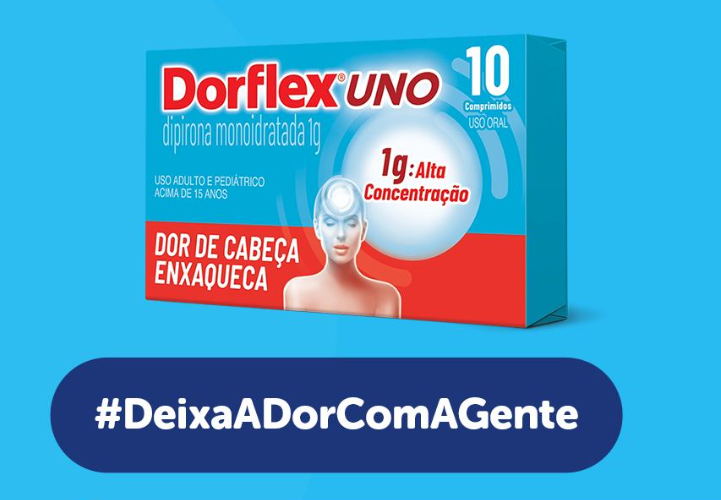 Dorflex® UNO
dipirona monoidratada 1g
10
Comprimidos
USO ORAL
1g: Alta
Concentração
USO ADULTO E PEDIÁTRICO
ACIMA DE 15 ANOS
DOR DE CABEÇA
ENXAQUECA
#DeixaADorComAGente